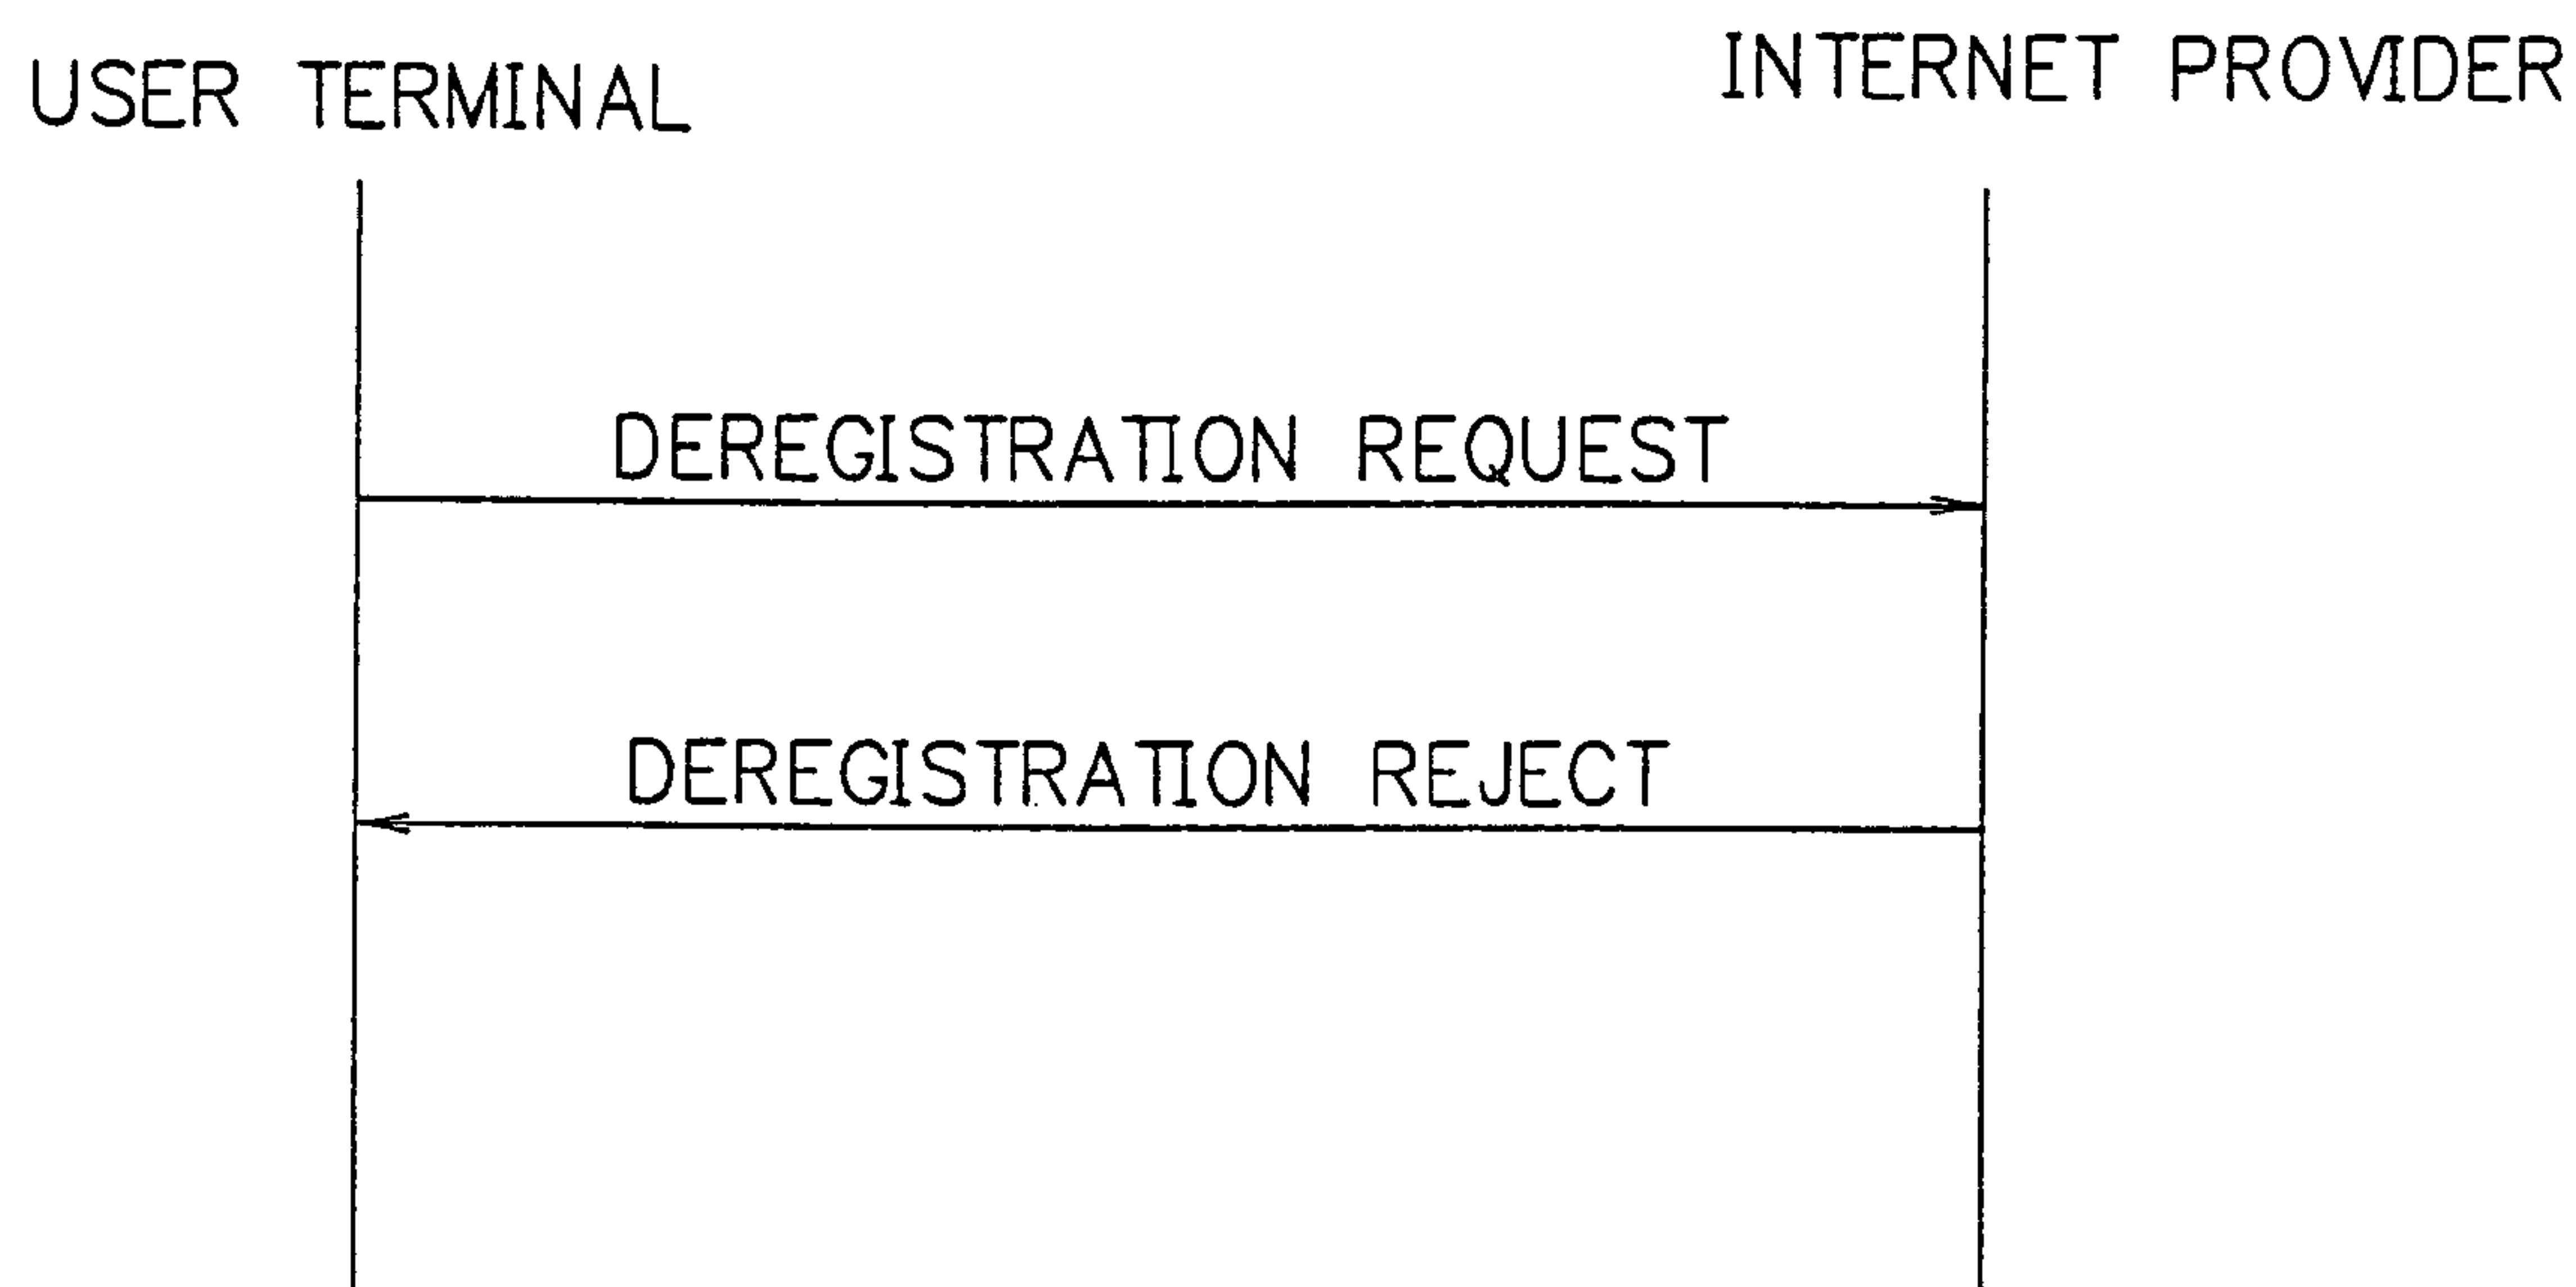 USER TERMINAL
INTERNET PROVIDER
DEREGISTRATION REQUEST
DEREGISTRATION REJECT